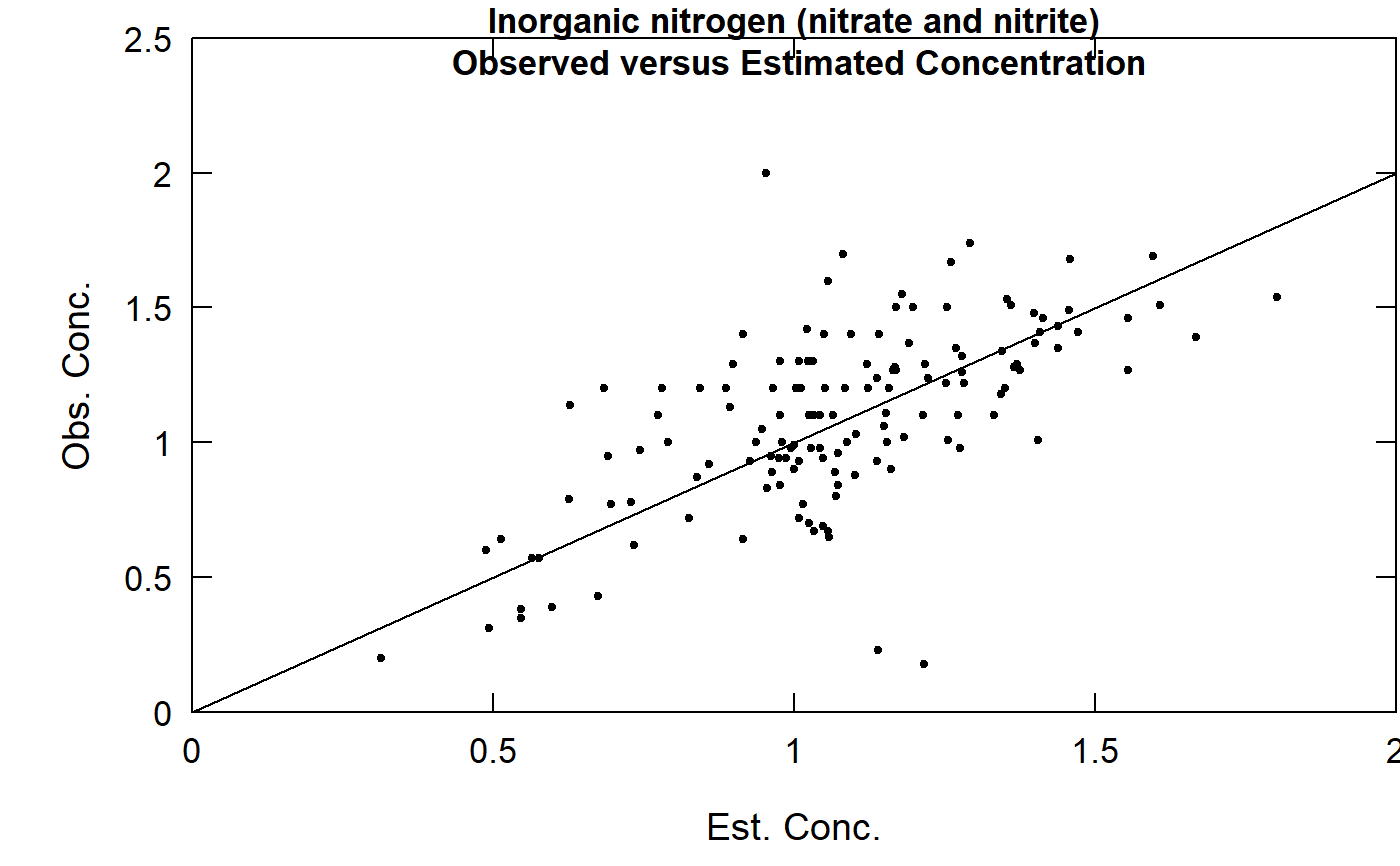 Inorganic nitrogen (nitrate and nitrite)
Observed versus Estimated Concentration
2.5
2
1.5
1
0.5
0
Obs. Conc.
0 0.5 1 1.5 2
Est. Conc.